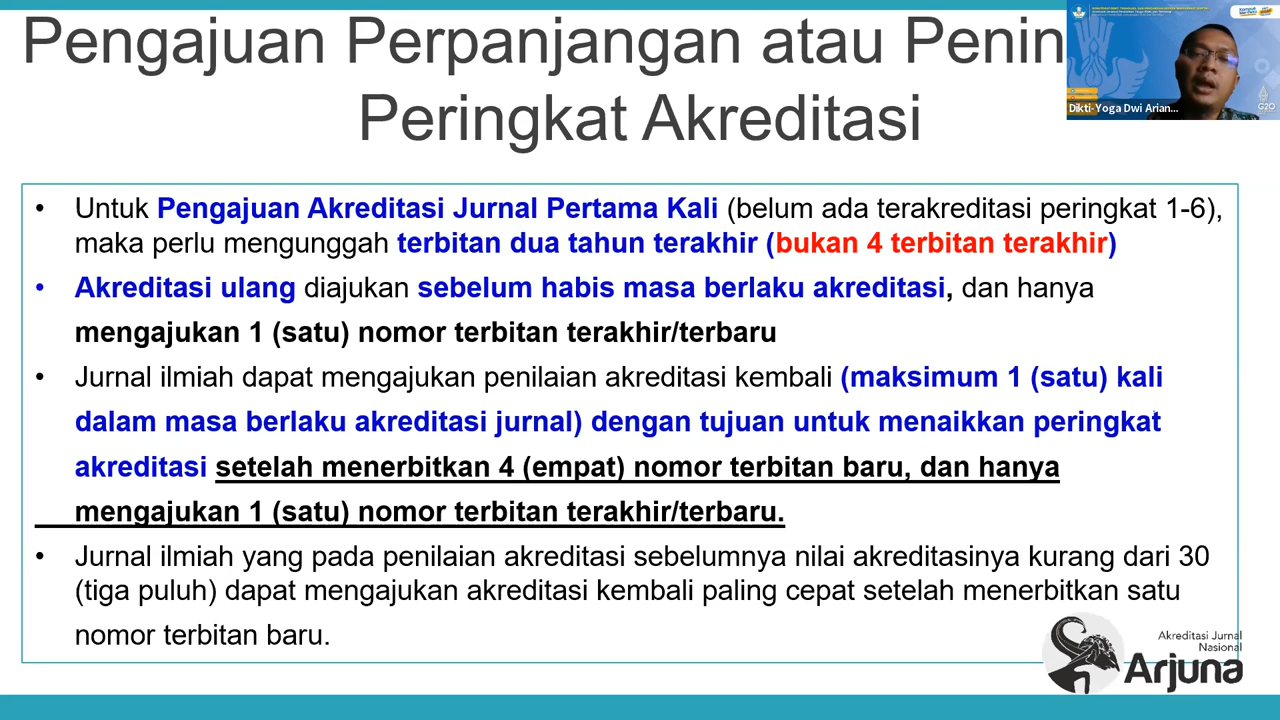 Pengajuan Perpanjangan atau Penin
Peringkat Akreditasi
Dikti-Yoga Dwi Arian...
G20
• Untuk Pengajuan Akreditasi Jurnal Pertama Kali (belum ada terakreditasi peringkat 1-6),
maka perlu mengunggah terbitan dua tahun terakhir (bukan 4 terbitan terakhir)
• Akreditasi ulang diajukan sebelum habis masa berlaku akreditasi, dan hanya
mengajukan 1 (satu) nomor terbitan terakhir/terbaru
• Jurnal ilmiah dapat mengajukan penilaian akreditasi kembali (maksimum 1 (satu) kali
dalam masa berlaku akreditasi jurnal) dengan tujuan untuk menaikkan peringkat
akreditasi setelah menerbitkan 4 (empat) nomor terbitan baru, dan hanya
mengajukan 1 (satu) nomor terbitan terakhir/terbaru.
• Jurnal ilmiah yang pada penilaian akreditasi sebelumnya nilai akreditasinya kurang dari 30
(tiga puluh) dapat mengajukan akreditasi kembali paling cepat setelah menerbitkan satu
nomor terbitan baru.
Akreditasi Jurnal
Nasional
Arjuna